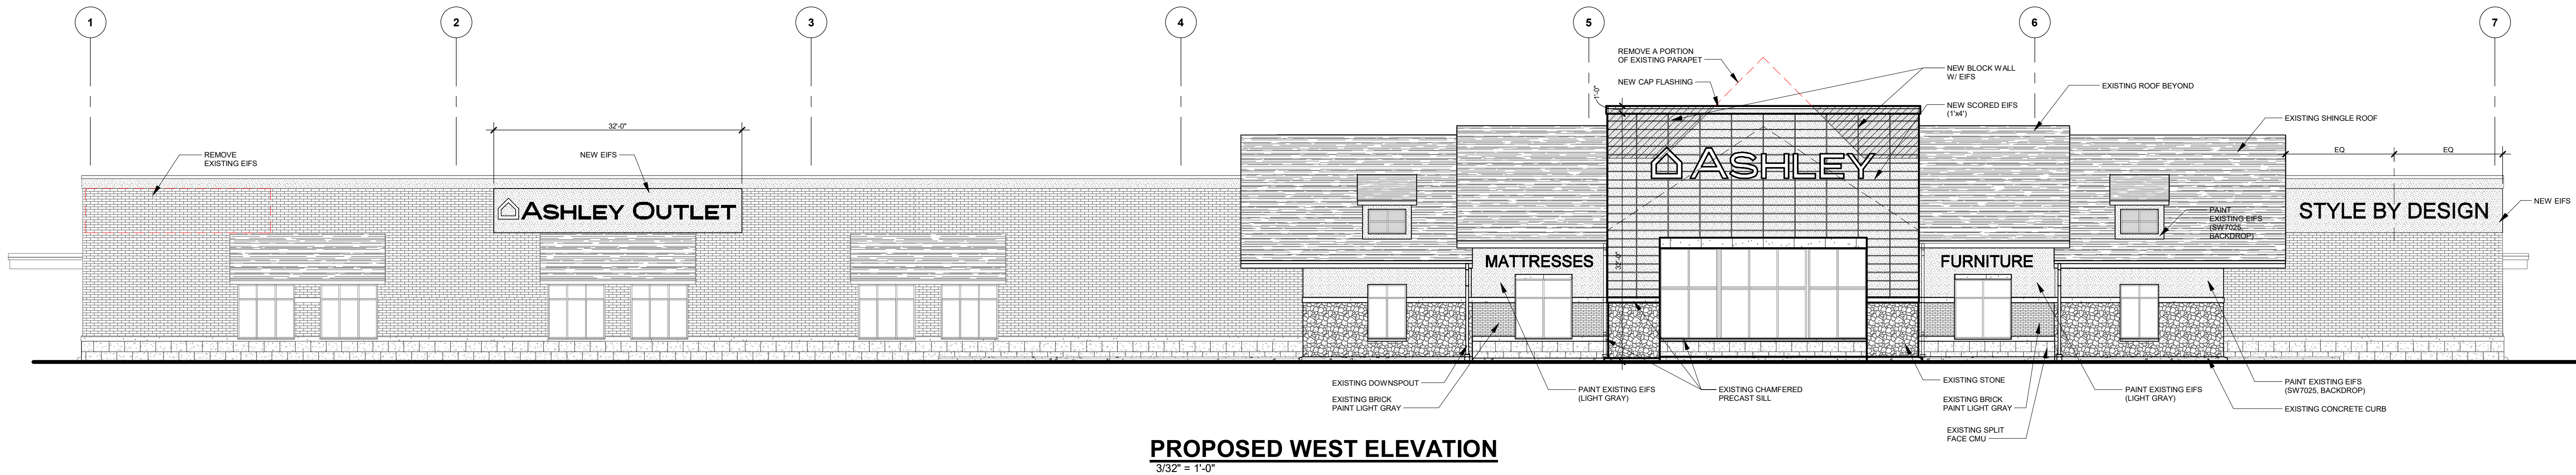 1
2
3
4
5
6
7
REMOVE A PORTION
OF EXISTING PARAPET
NEW CAP FLASHING
1'-0"
NEW BLOCK WALL
W/ EIFS
NEW SCORED EIFS
(1'x4')
EXISTING ROOF BEYOND
EXISTING SHINGLE ROOF
32'-0"
REMOVE
EXISTING EIFS
NEW EIFS
EQ
EQ
ASHLEY OUTLET
ASHLEY
STYLE BY DESIGN
NEW EIFS
PAINT
EXISTING EIFS
(SW7025,
BACKDROP)
MATTRESSES
32'-0"
FURNITURE
EXISTING DOWNSPOUT
EXISTING BRICK
PAINT LIGHT GRAY
PAINT EXISTING EIFS
(LIGHT GRAY)
EXISTING CHAMFERED
PRECAST SILL
EXISTING STONE
EXISTING BRICK
PAINT LIGHT GRAY
EXISTING SPLIT
FACE CMU
PAINT EXISTING EIFS
(LIGHT GRAY)
PAINT EXISTING EIFS
(SW7025, BACKDROP)
EXISTING CONCRETE CURB
PROPOSED WEST ELEVATION
3/32" = 1'-0"